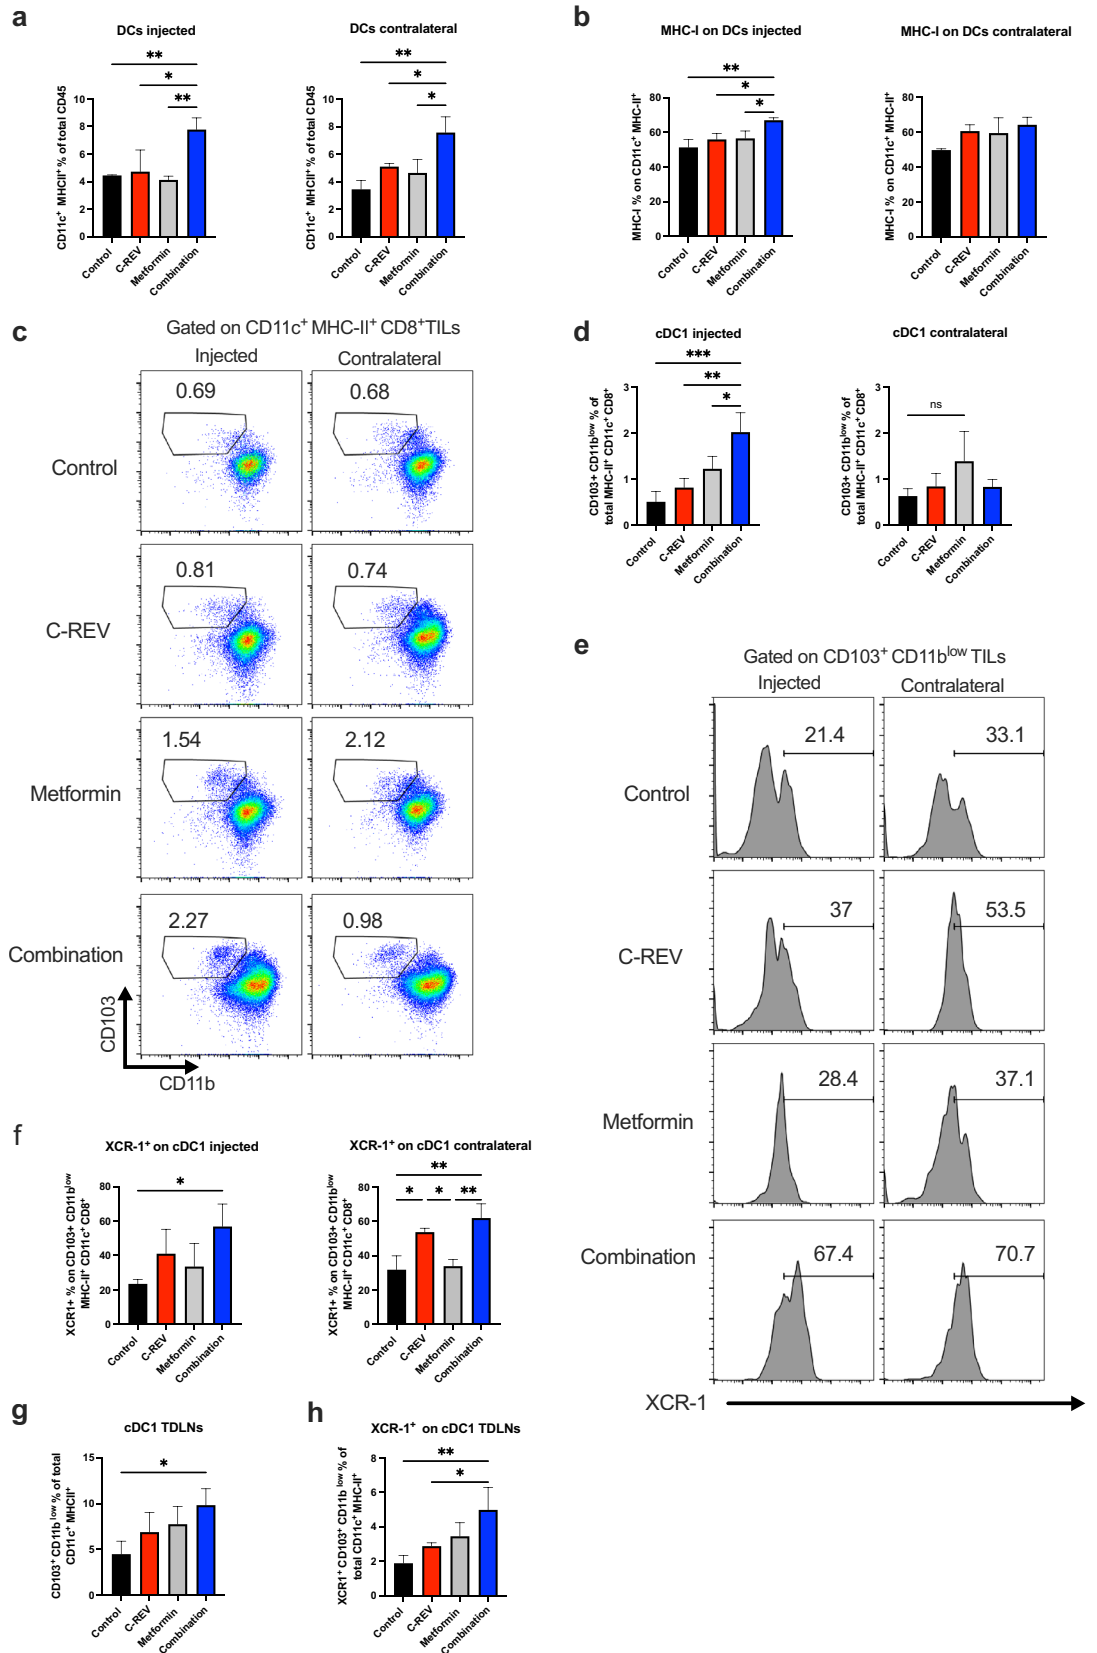 a
DCs injected
**
*
**
CD11c+ MHCII+ % of total CD45
10
8
6
4
2
0
Control
C-REV
Metformin
Combination
DCs contralateral
**
*
*
CD11c+ MHCII+ % of total CD45
10
8
6
4
2
0
Control
C-REV
Metformin
Combination
b
MHC-I on DCs injected
**
*
*
MHC-I % on CD11c+ MHC-II+
80
60
40
20
0
Control
C-REV
Metformin
Combination
MHC-I on DCs contralateral
MHC-I % on CD11c+ MHC-II+
80
60
40
20
0
Control
C-REV
Metformin
Combination
c
Gated on CD11c+ MHC-II+ CD8+TILs
Injected
Contralateral
Control
0.69
0.68
C-REV
0.81
0.74
Metformin
1.54
2.12
Combination
2.27
0.98
CD103
CD11b
d
cDC1 injected
***
**
*
CD103+ CD11blow % of
total MHC-II+ CD11c+ CD8+
3
2
1
0
Control
C-REV
Metformin
Combination
cDC1 contralateral
ns
CD103+ CD11blow % of
total MHC-II+ CD11c+ CD8+
3
2
1
0
Control
C-REV
Metformin
Combination
e
Gated on CD103+ CD11blow TILs
Injected
Contralateral
Control
21.4
33.1
C-REV
37
53.5
Metformin
28.4
37.1
Combination
67.4
70.7
XCR-1
f
XCR-1+ on cDC1 injected
*
XCR1+ % on CD103+ CD11blow
MHC-II+ CD11c+ CD8+
80
60
40
20
0
Control
C-REV
Metformin
Combination
XCR-1+ on cDC1 contralateral
**
*
*
**
XCR1+ % on CD103+ CD11blow
MHC-II+ CD11c+ CD8+
80
60
40
20
0
Control
C-REV
Metformin
Combination
g
cDC1 TDLNs
*
CD103+ CD11blow % of total
CD11c+ MHCII+
15
10
5
0
Control
C-REV
Metformin
Combination
h
XCR-1+ on cDC1 TDLNs
**
*
XCR1+ CD103+ CD11b low % of
total CD11c+ MHC-II+
8
6
4
2
0
Control
C-REV
Metformin
Combination